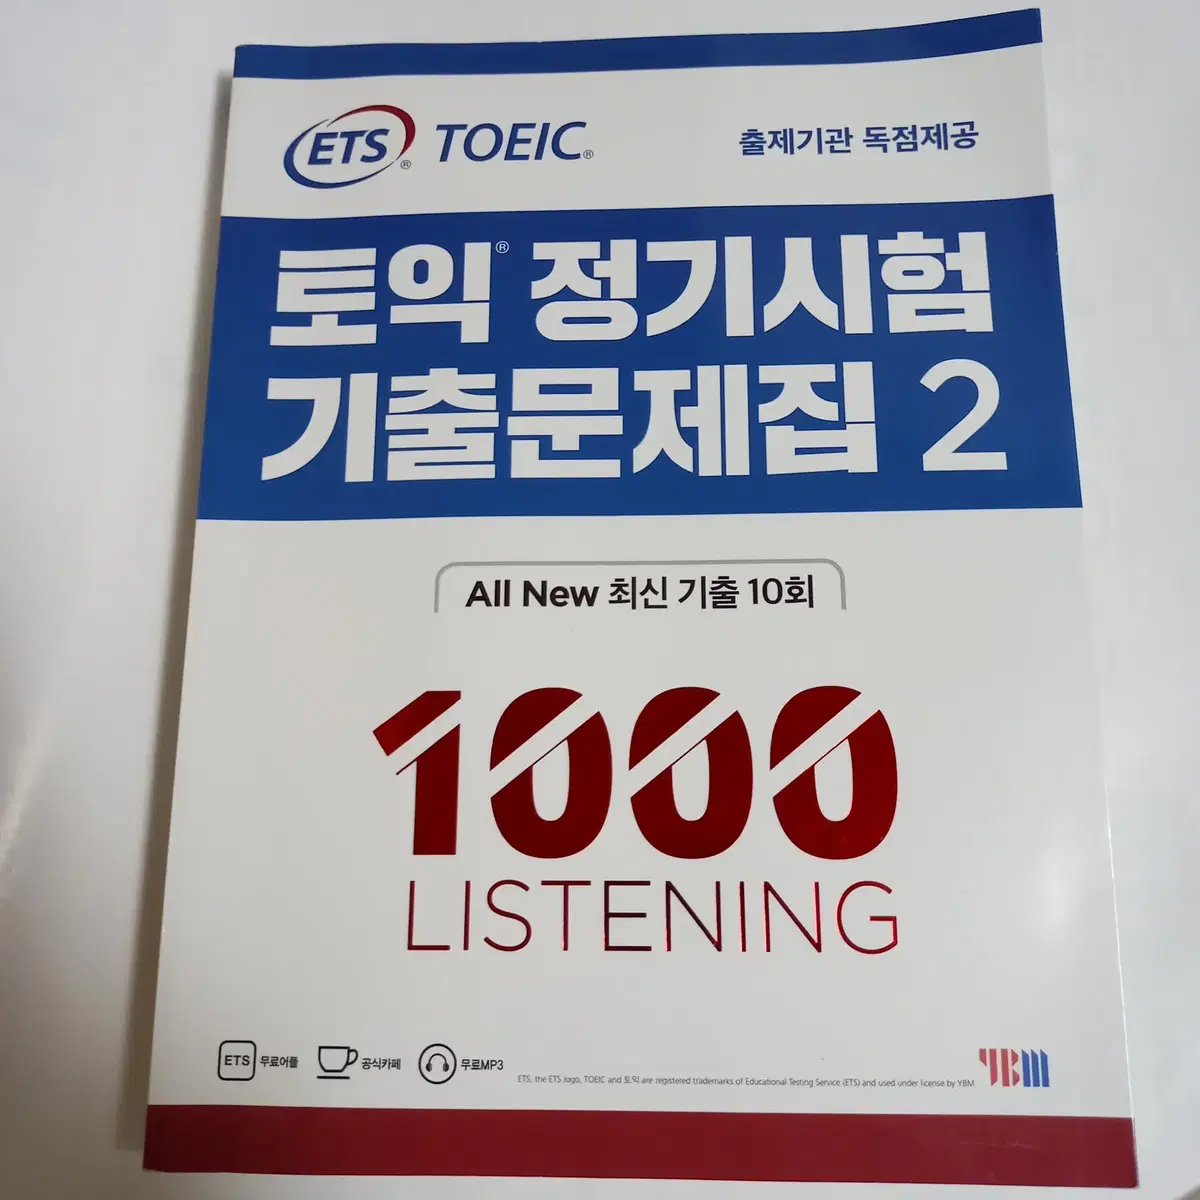 ETS® TOEIC®
출제기관 독점제공
토익® 정기시험
기출문제집 2
All New 최신 기출 10회
1000
LISTENING
ETS 무료어플 공식카페 무료MP3
ETS, the ETS logo, TOEIC and 토익 are registered trademarks of Educational Testing Service (ETS) and used under license by YBM
YBM